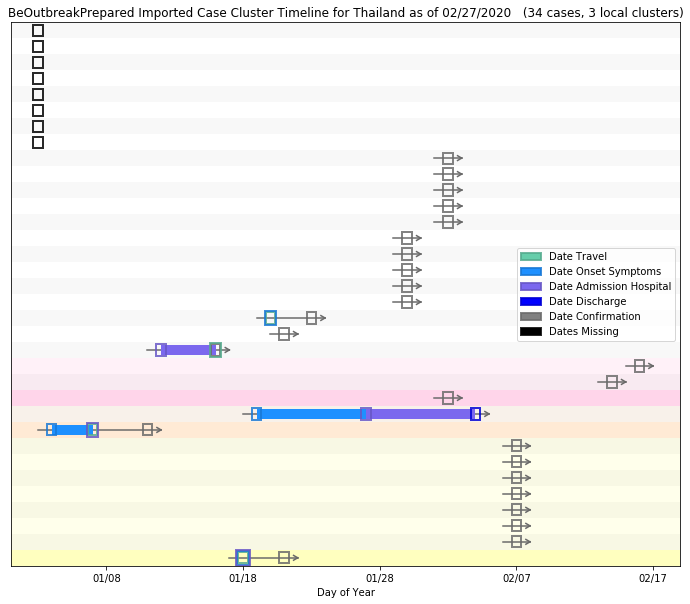 BeOutbreakPrepared Imported Case Cluster Timeline for Thailand as of 02/27/2020   (34 cases, 3 local clusters)
Date Travel
Date Onset Symptoms
Date Admission Hospital
Date Discharge
Date Confirmation
Dates Missing
01/08 01/18 01/28 02/07 02/17
Day of Year